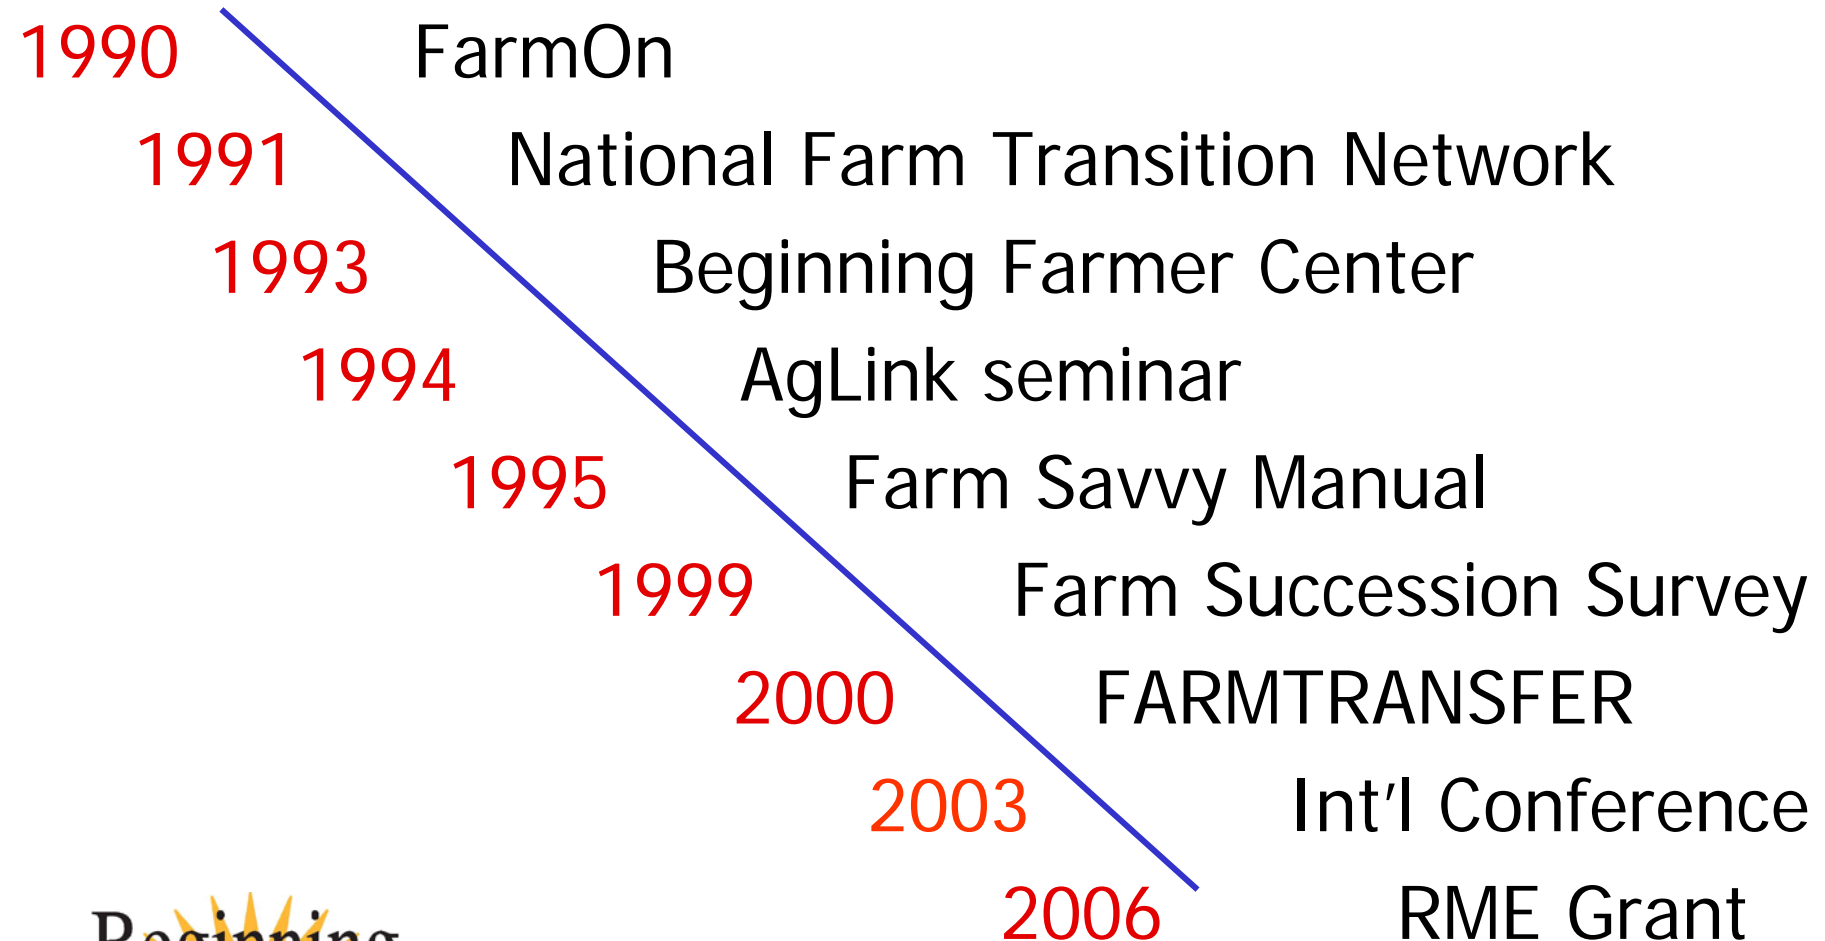 1990 FarmOn
1991 National Farm Transition Network
1993 Beginning Farmer Center
1994 AgLink seminar
1995 Farm Savvy Manual
1999 Farm Succession Survey
2000 FARMTRANSFER
2003 Int'l Conference
2006 RME Grant
Beginning